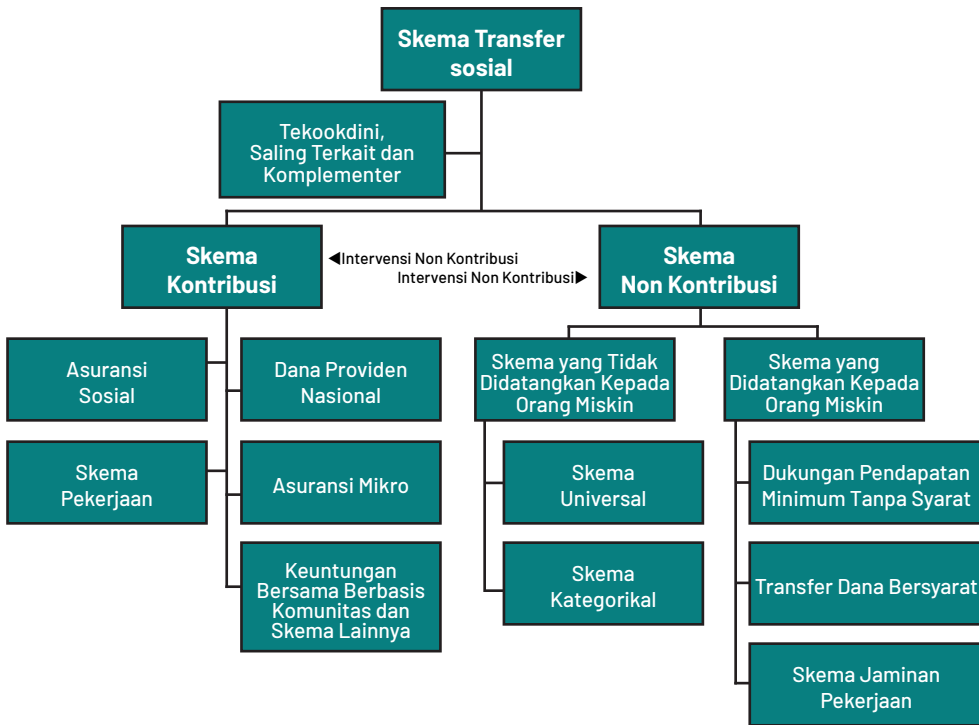 Skema Transfer
sosial
Tekookdini,
Saling Terkait dan
Komplementer
Skema
Kontribusi
◀Intervensi Non Kontribusi
Intervensi Non Kontribusi▶
Skema
Non Kontribusi
Asuransi
Sosial
Dana Providen
Nasional
Skema yang Tidak
Didatangkan Kepada
Orang Miskin
Skema yang
Didatangkan Kepada
Orang Miskin
Skema
Pekerjaan
Asuransi Mikro
Skema
Universal
Dukungan Pendapatan
Minimum Tanpa Syarat
Keuntungan
Bersama Berbasis
Komunitas dan
Skema Lainnya
Skema
Kategorikal
Transfer Dana Bersyarat
Skema Jaminan
Pekerjaan